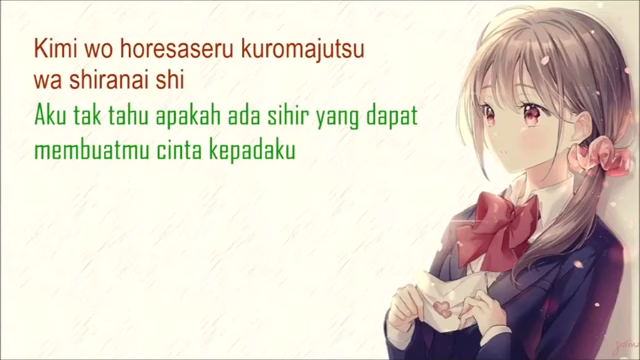 Kimi wo horesaseru kuromajutsu
wa shiranai shi
Aku tak tahu apakah ada sihir yang dapat
membuatmu cinta kepadaku